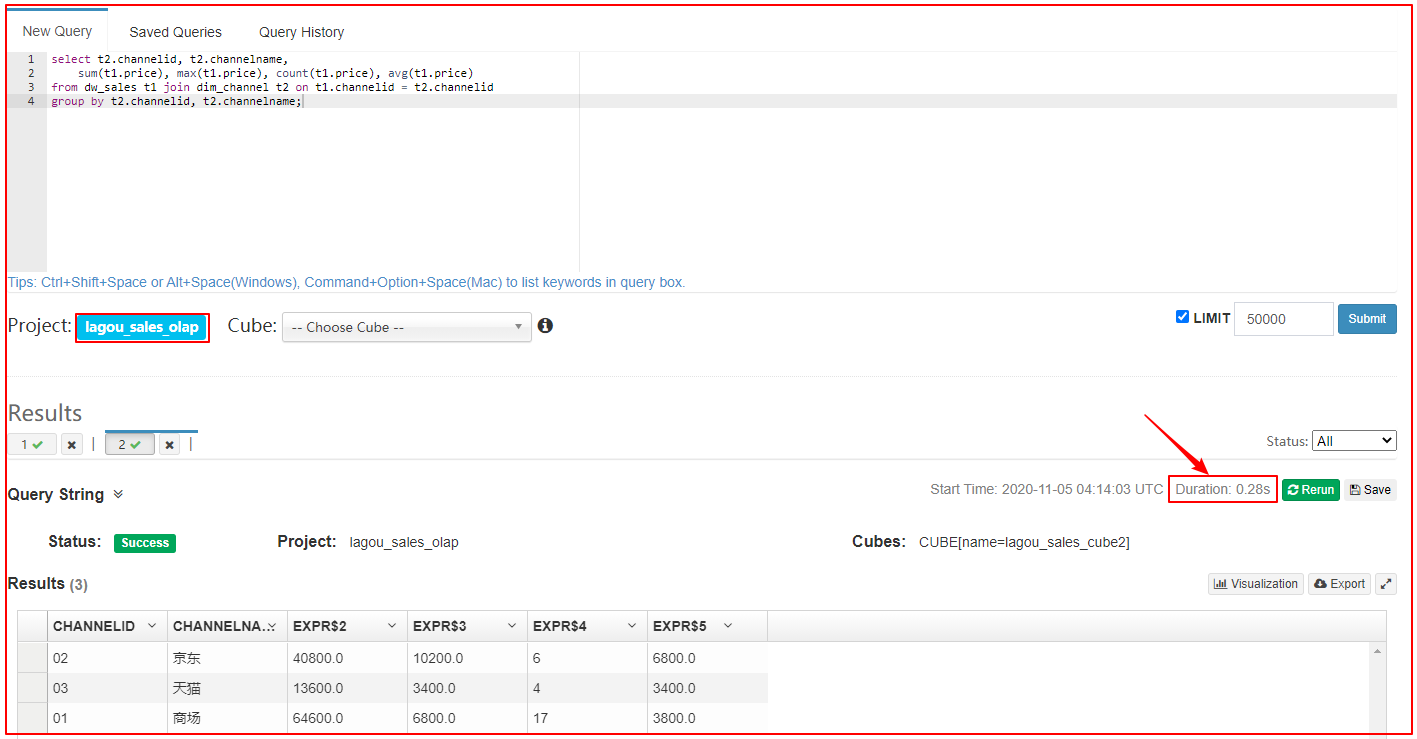 New Query Saved Queries Query History
1 select t2.channelid, t2.channelname,
2 sum(t1.price), max(t1.price), count(t1.price), avg(t1.price)
3 from dw_sales t1 join dim_channel t2 on t1.channelid = t2.channelid
4 group by t2.channelid, t2.channelname;
Tips: Ctrl+Shift+Space or Alt+Space(Windows), Command+Option+Space(Mac) to list keywords in query box.
Project: lagou_sales_olap Cube: -- Choose Cube -- LIMIT 50000 Submit
Results
1 | 2 | Status: All
Query String Start Time: 2020-11-05 04:14:03 UTC Duration: 0.28s Rerun Save
Status: Success Project: lagou_sales_olap Cubes: CUBE[name=lagou_sales_cube2]
Results (3) Visualization Export
CHANNELID CHANNELNA... EXPR$2 EXPR$3 EXPR$4 EXPR$5
02 京东 40800.0 10200.0 6 6800.0
03 天猫 13600.0 3400.0 4 3400.0
01 商场 64600.0 6800.0 17 3800.0